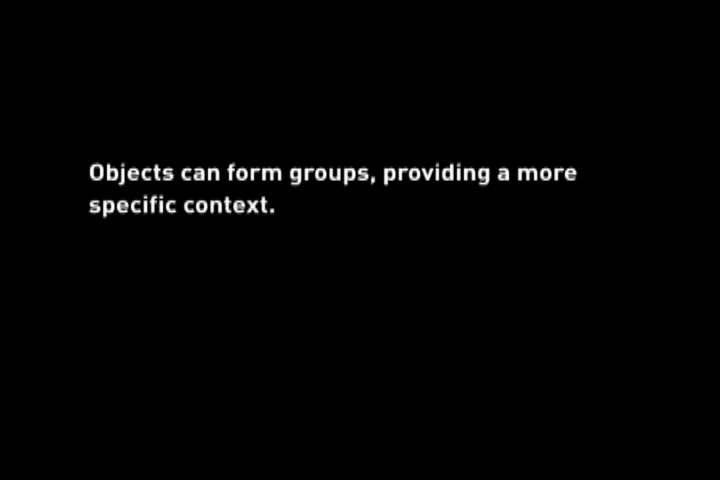 Objects can form groups, providing a more
specific context.